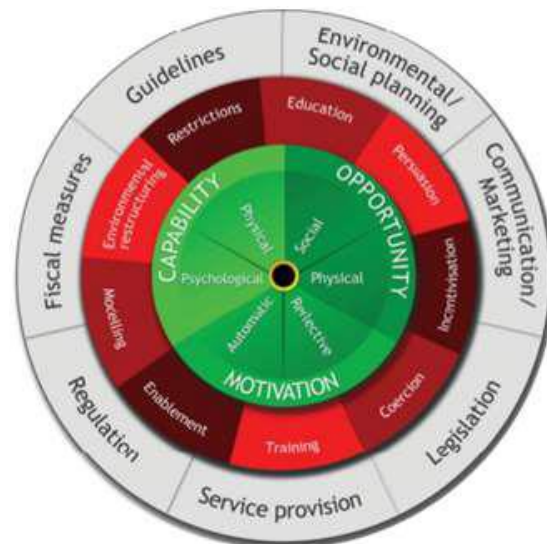 Environmental/
Social planning
Communication/
Marketing
Legislation
Service provision
Regulation
Fiscal measures
Guidelines
Education
Persuasion
Incentivisation
Coercion
Training
Enablement
Modelling
Environmental
restructuring
Restrictions
CAPABILITY
Physical
Psychological
OPPORTUNITY
Social
Physical
MOTIVATION
Automatic
Reflective